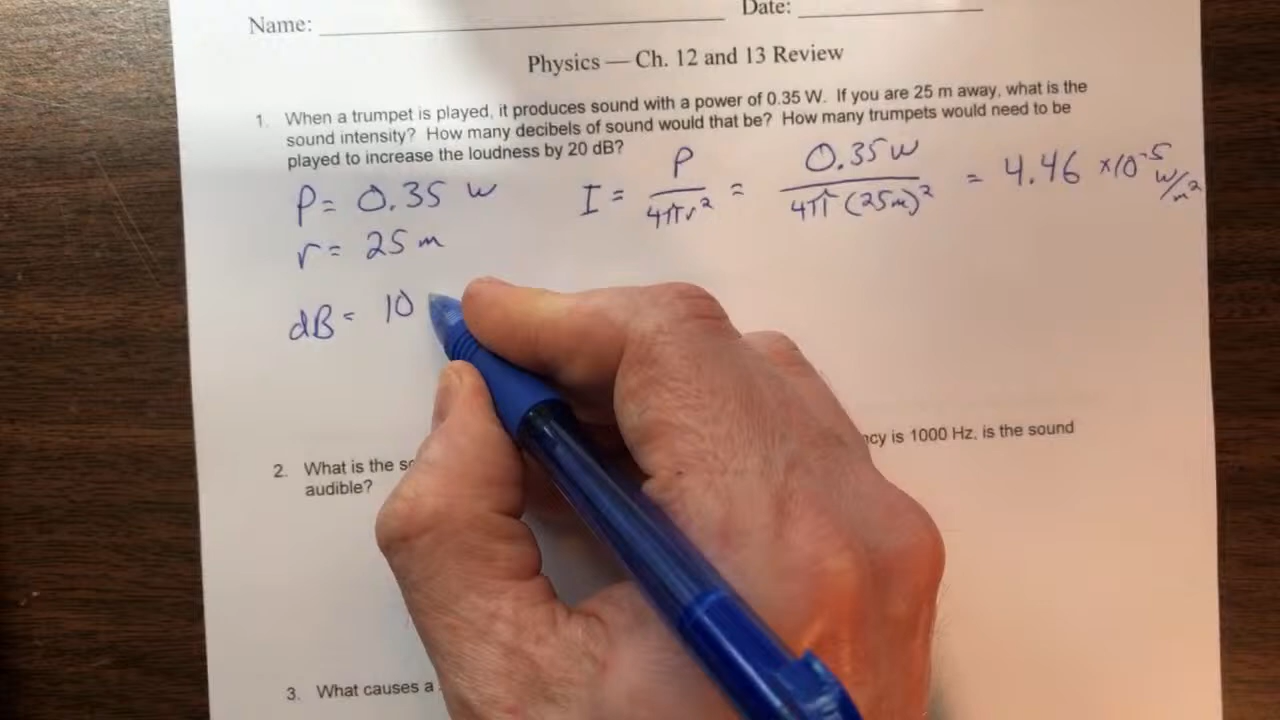 Name: Date:
Physics — Ch. 12 and 13 Review
1. When a trumpet is played, it produces sound with a power of 0.35 W. If you are 25 m away, what is the
sound intensity? How many decibels of sound would that be? How many trumpets would need to be
played to increase the loudness by 20 dB?
P = 0.35 W I = P/4πr² = 0.35 W/4π(25m)² = 4.46 ×10⁻⁵ W/m²
r = 25 m
dB = 10
2. What is the is 1000 Hz, is the sound
audible?
3. What causes a